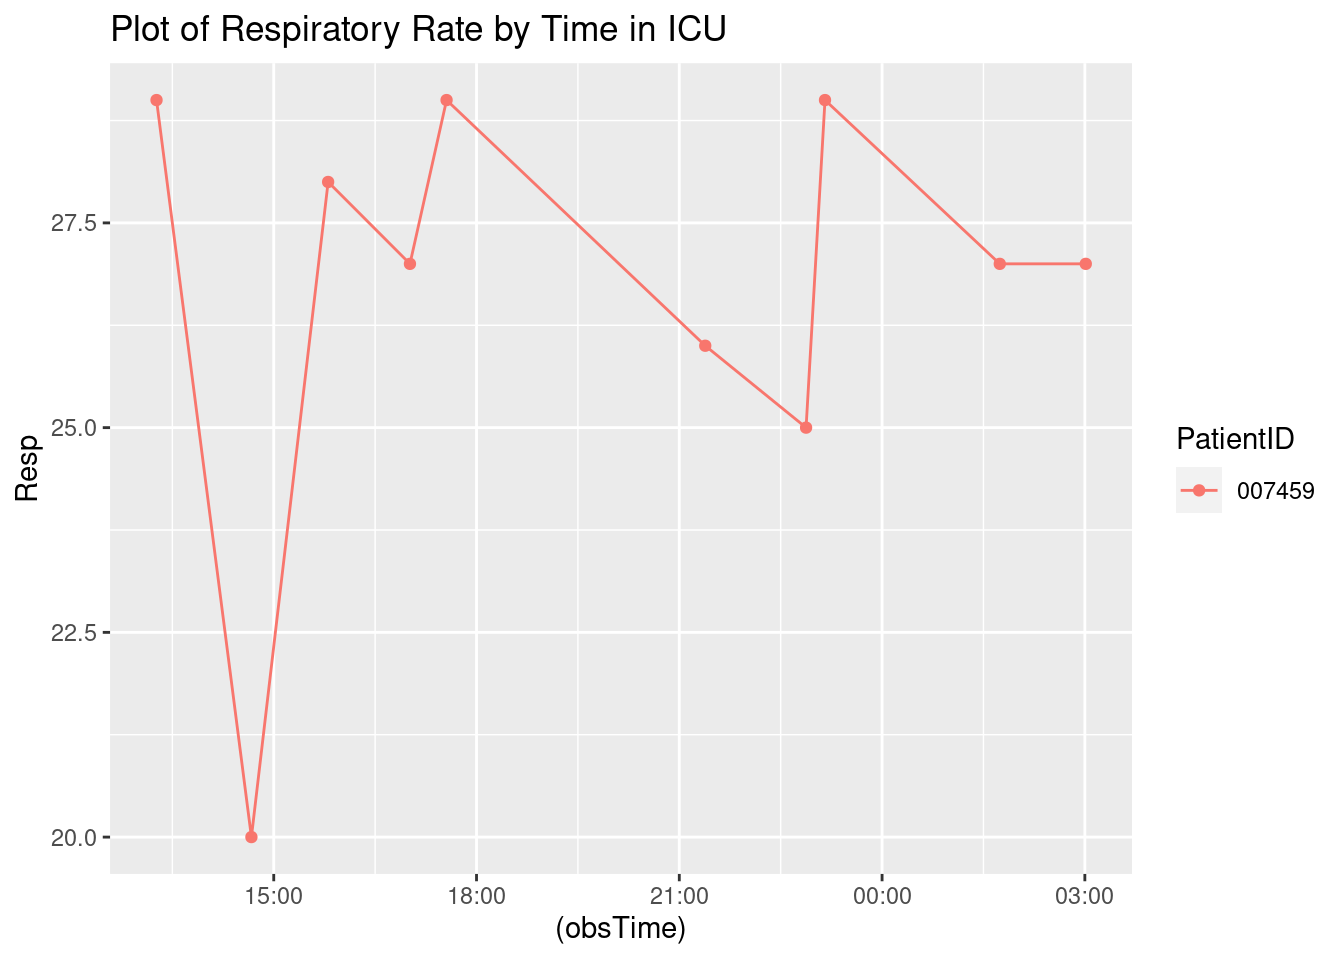 Plot of Respiratory Rate by Time in ICU
Resp
27.5
25.0
22.5
20.0
15:00 18:00 21:00 00:00 03:00
(obsTime)
PatientID
007459